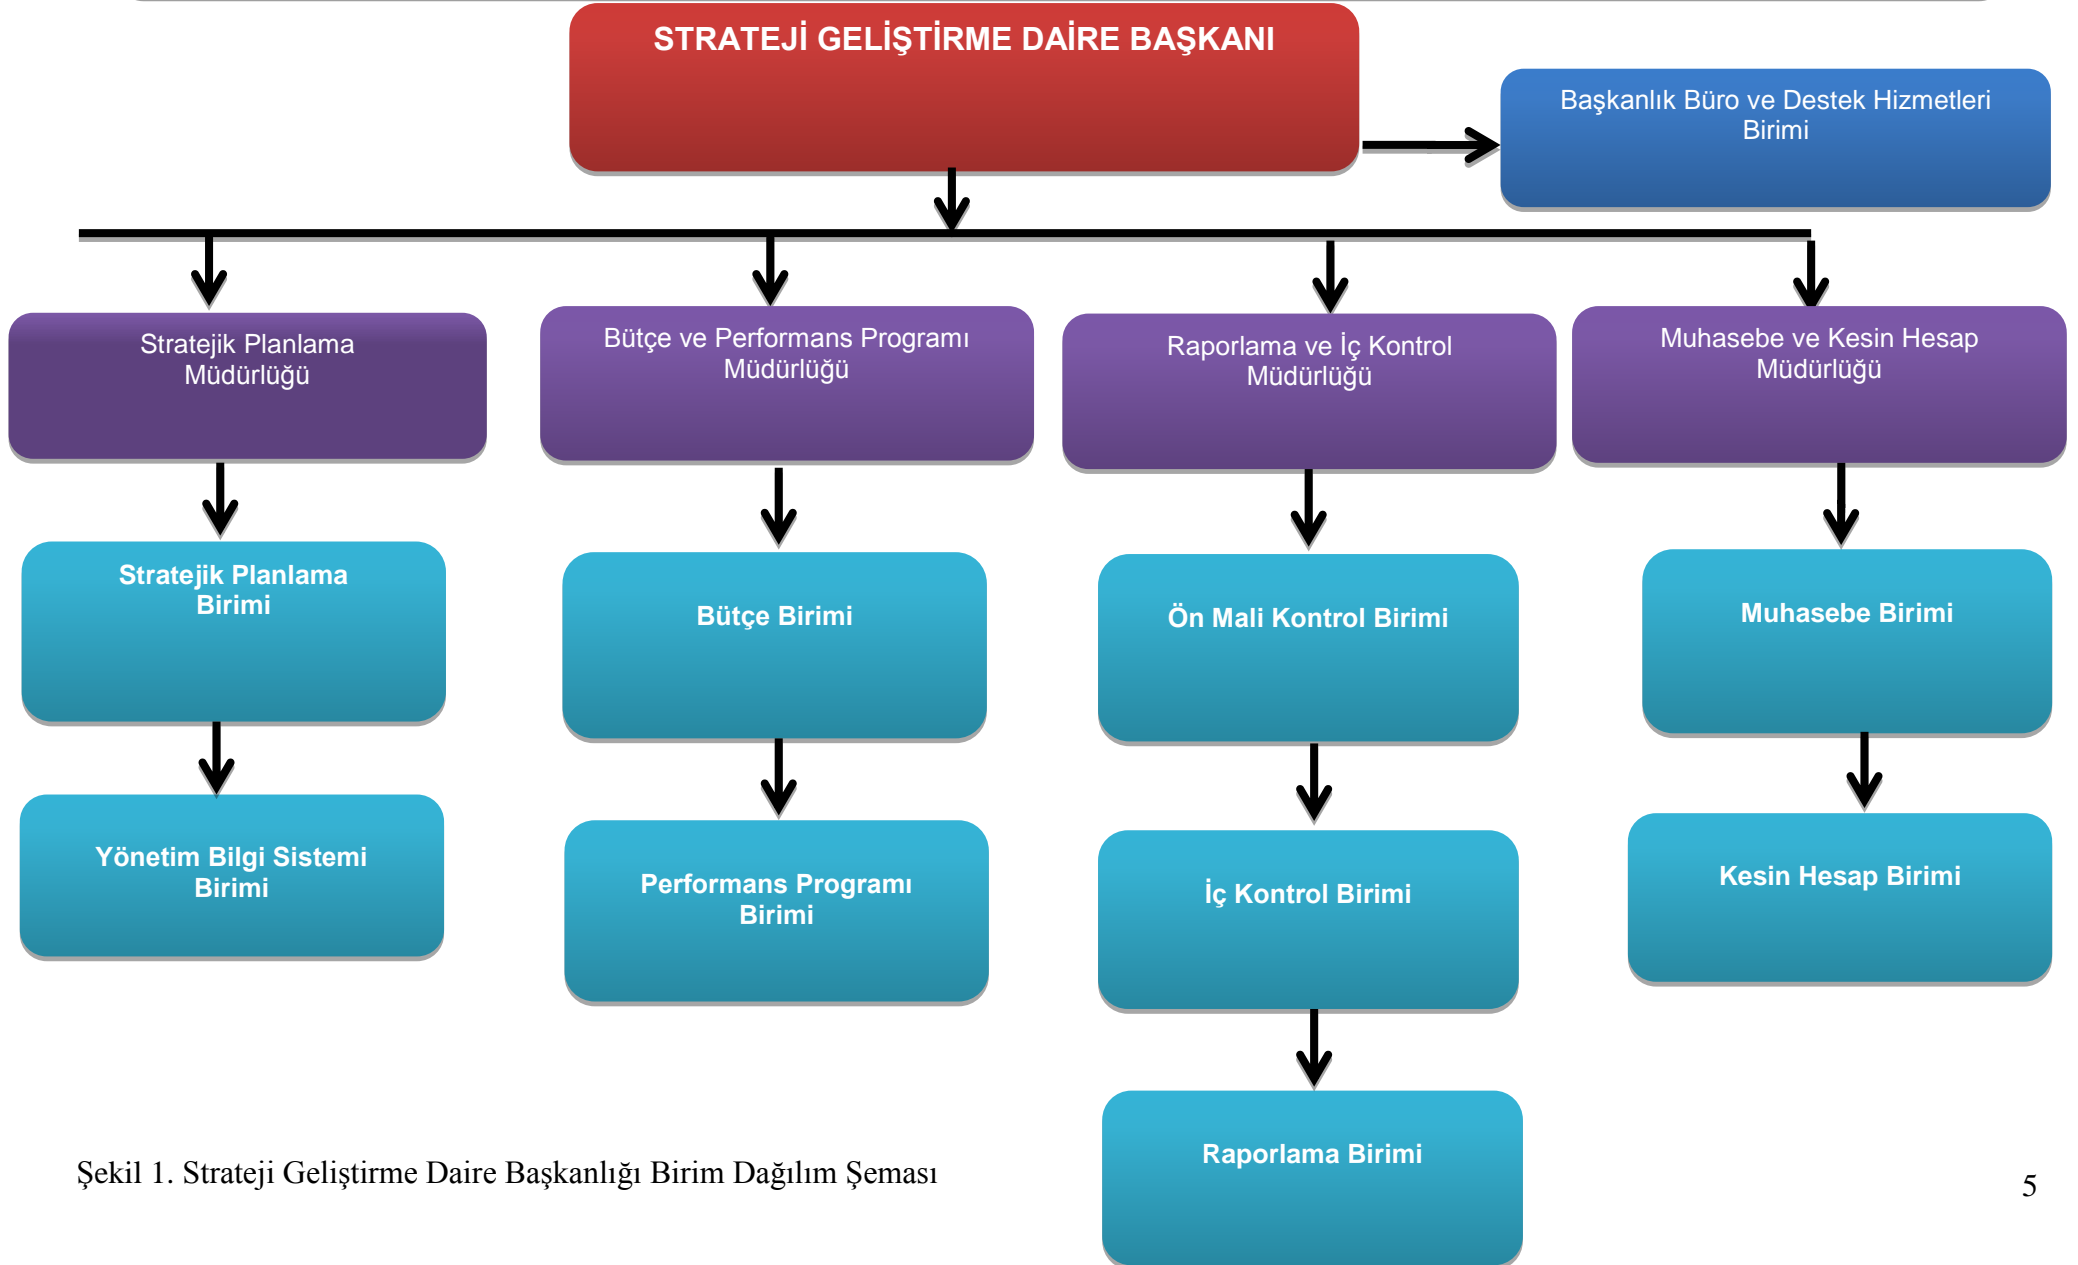 STRATEJİ GELİŞTİRME DAİRE BAŞKANI
Başkanlık Büro ve Destek Hizmetleri
Birimi
Stratejik Planlama
Müdürlüğü
Bütçe ve Performans Programı
Müdürlüğü
Raporlama ve İç Kontrol
Müdürlüğü
Muhasebe ve Kesin Hesap
Müdürlüğü
Stratejik Planlama
Birimi
Bütçe Birimi
Ön Mali Kontrol Birimi
Muhasebe Birimi
Yönetim Bilgi Sistemi
Birimi
Performans Programı
Birimi
İç Kontrol Birimi
Kesin Hesap Birimi
Raporlama Birimi
Şekil 1. Strateji Geliştirme Daire Başkanlığı Birim Dağılım Şeması
5